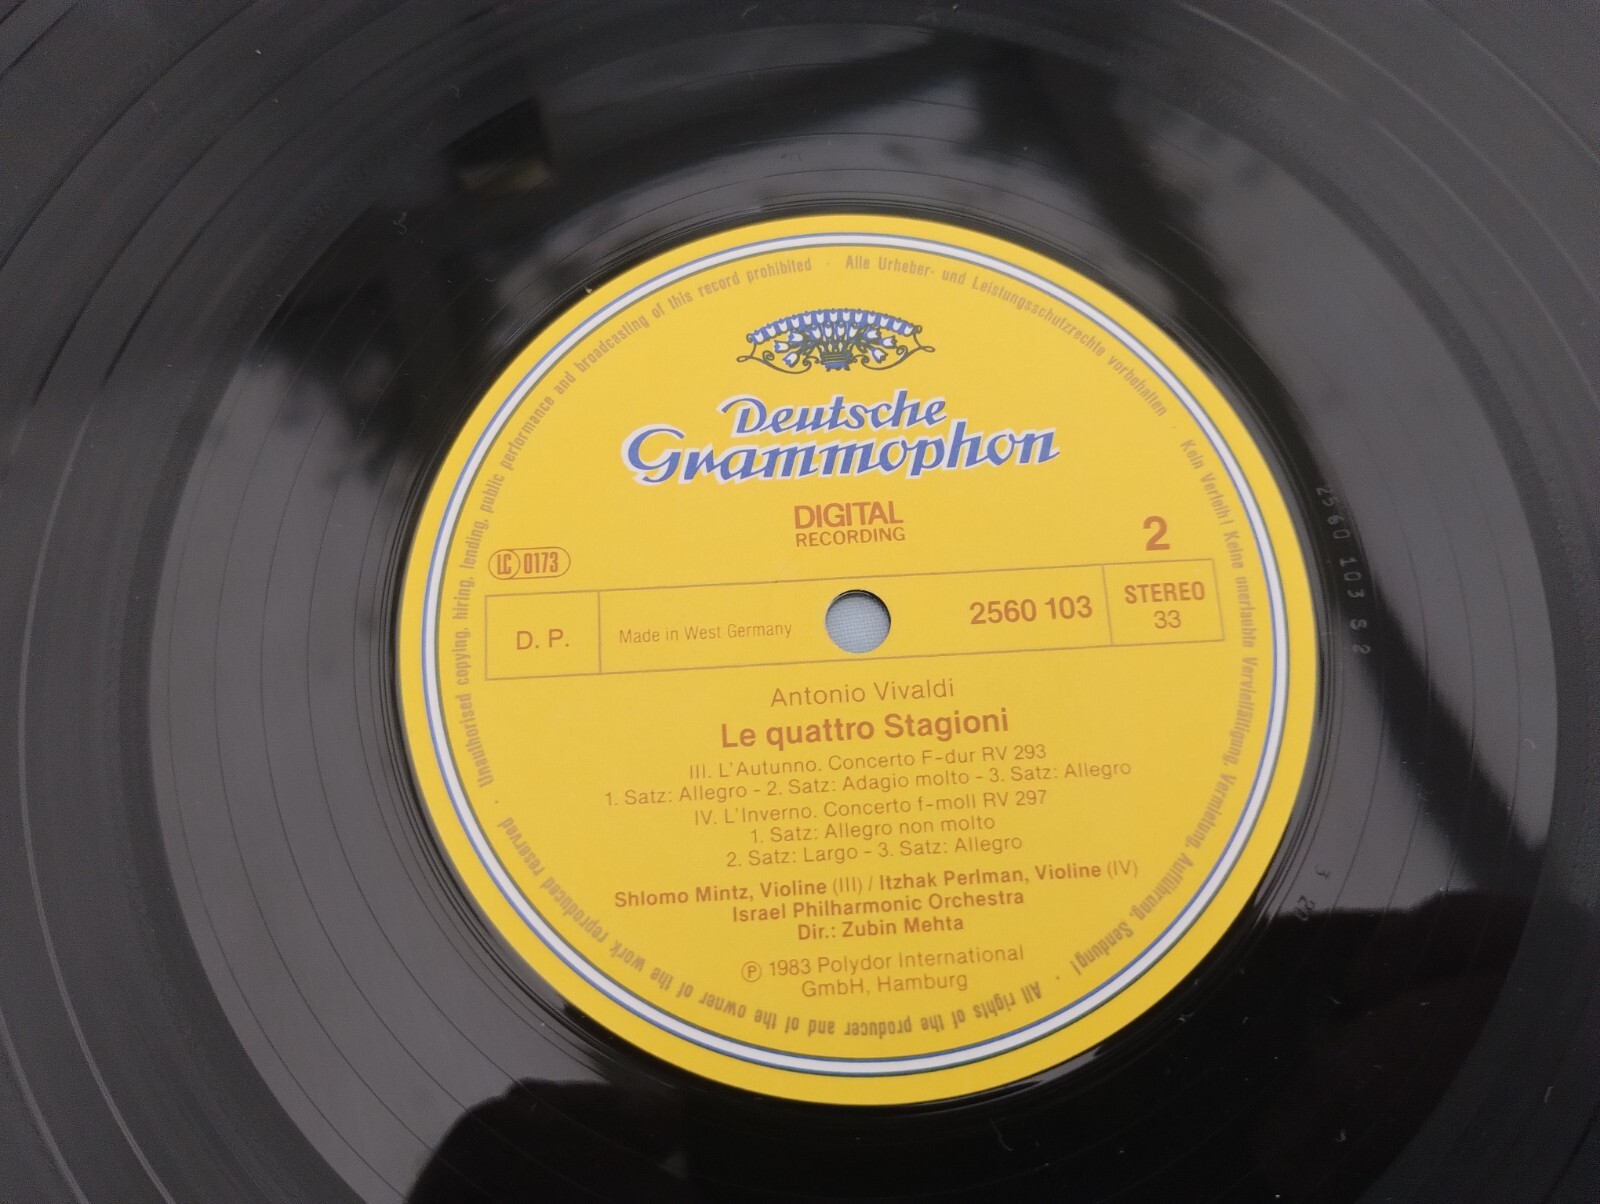 Deutsche
Grammophon
DIGITAL
RECORDING
2
LC 0173
D. P.
Made in West Germany
2560 103
STEREO
33
Antonio Vivaldi
Le quattro Stagioni
III. L'Autunno. Concerto F-dur RV 293
1. Satz: Allegro - 2. Satz: Adagio molto - 3. Satz: Allegro
IV. L'Inverno. Concerto f-moll RV 297
1. Satz: Allegro non molto
2. Satz: Largo - 3. Satz: Allegro
Shlomo Mintz, Violine (III) / Itzhak Perlman, Violine (IV)
Israel Philharmonic Orchestra
Dir.: Zubin Mehta
Ⓟ 1983 Polydor International
GmbH, Hamburg
Alle Urheber- und Leistungsschutzrechte vorbehalten · Kein Verleih! Keine unerlaubte Vervielfältigung, Vermietung, Aufführung, Sendung! · All rights of the producer and of the owner of the work reproduced reserved · Unauthorised copying, hiring, lending, public performance and broadcasting of this record prohibited ·
2560 103 S 2
3 20